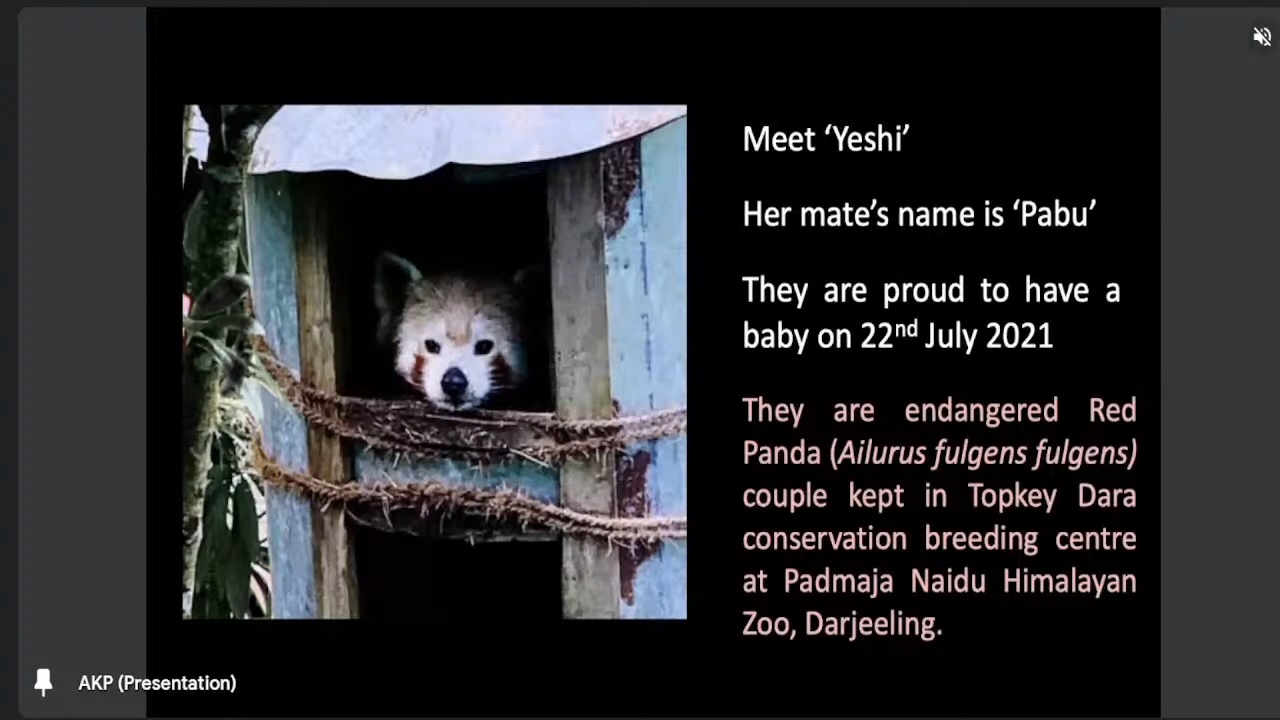 Meet ‘Yeshi’
Her mate’s name is ‘Pabu’
They are proud to have a
baby on 22nd July 2021
They are endangered Red
Panda (Ailurus fulgens fulgens)
couple kept in Topkey Dara
conservation breeding centre
at Padmaja Naidu Himalayan
Zoo, Darjeeling.
AKP (Presentation)